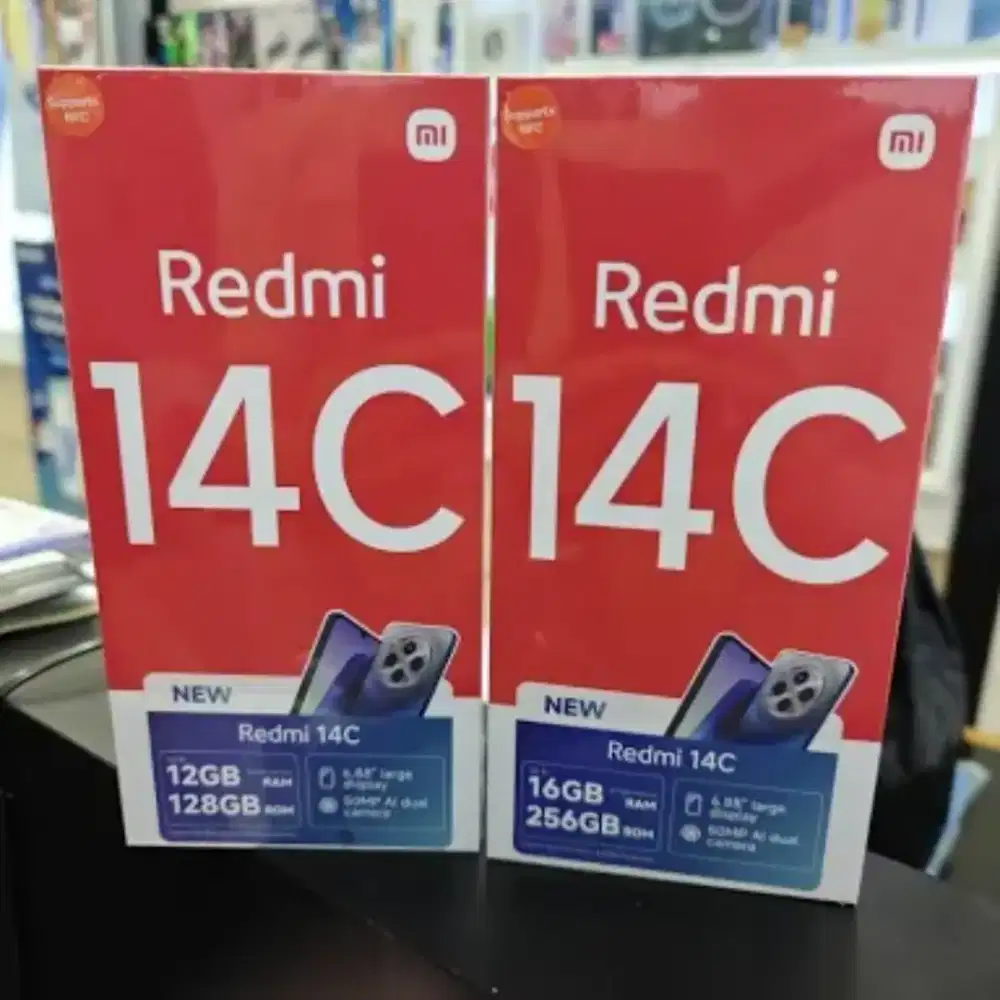 Supports
NFC
mi
Redmi
14C
NEW
Redmi 14C
12GB RAM
128GB ROM
6.88" large
display
50MP AI dual
camera
Supports
NFC
mi
Redmi
14C
NEW
Redmi 14C
16GB RAM
256GB ROM
6.88" large
display
50MP AI dual
camera